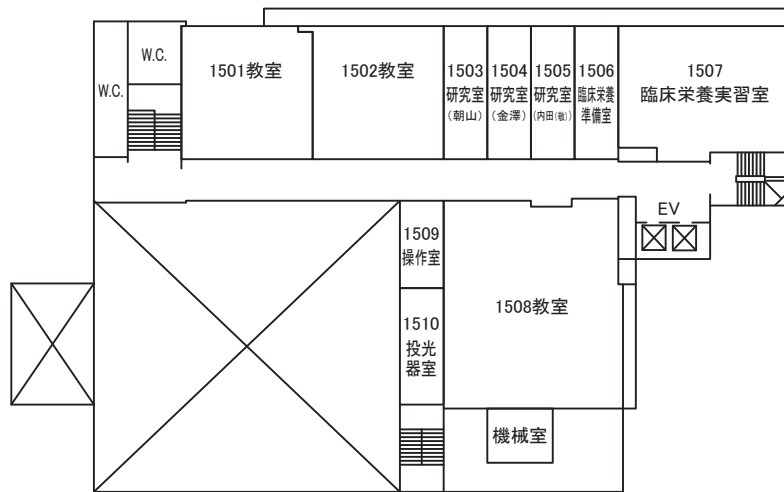 W.C.
W.C.
1501教室
1502教室
1503
研究室
(朝山)
1504
研究室
(金澤)
1505
研究室
(内田(敬))
1506
臨床栄養
準備室
1507
臨床栄養実習室
EV
1509
操作室
1508教室
1510
投光
器室
機械室